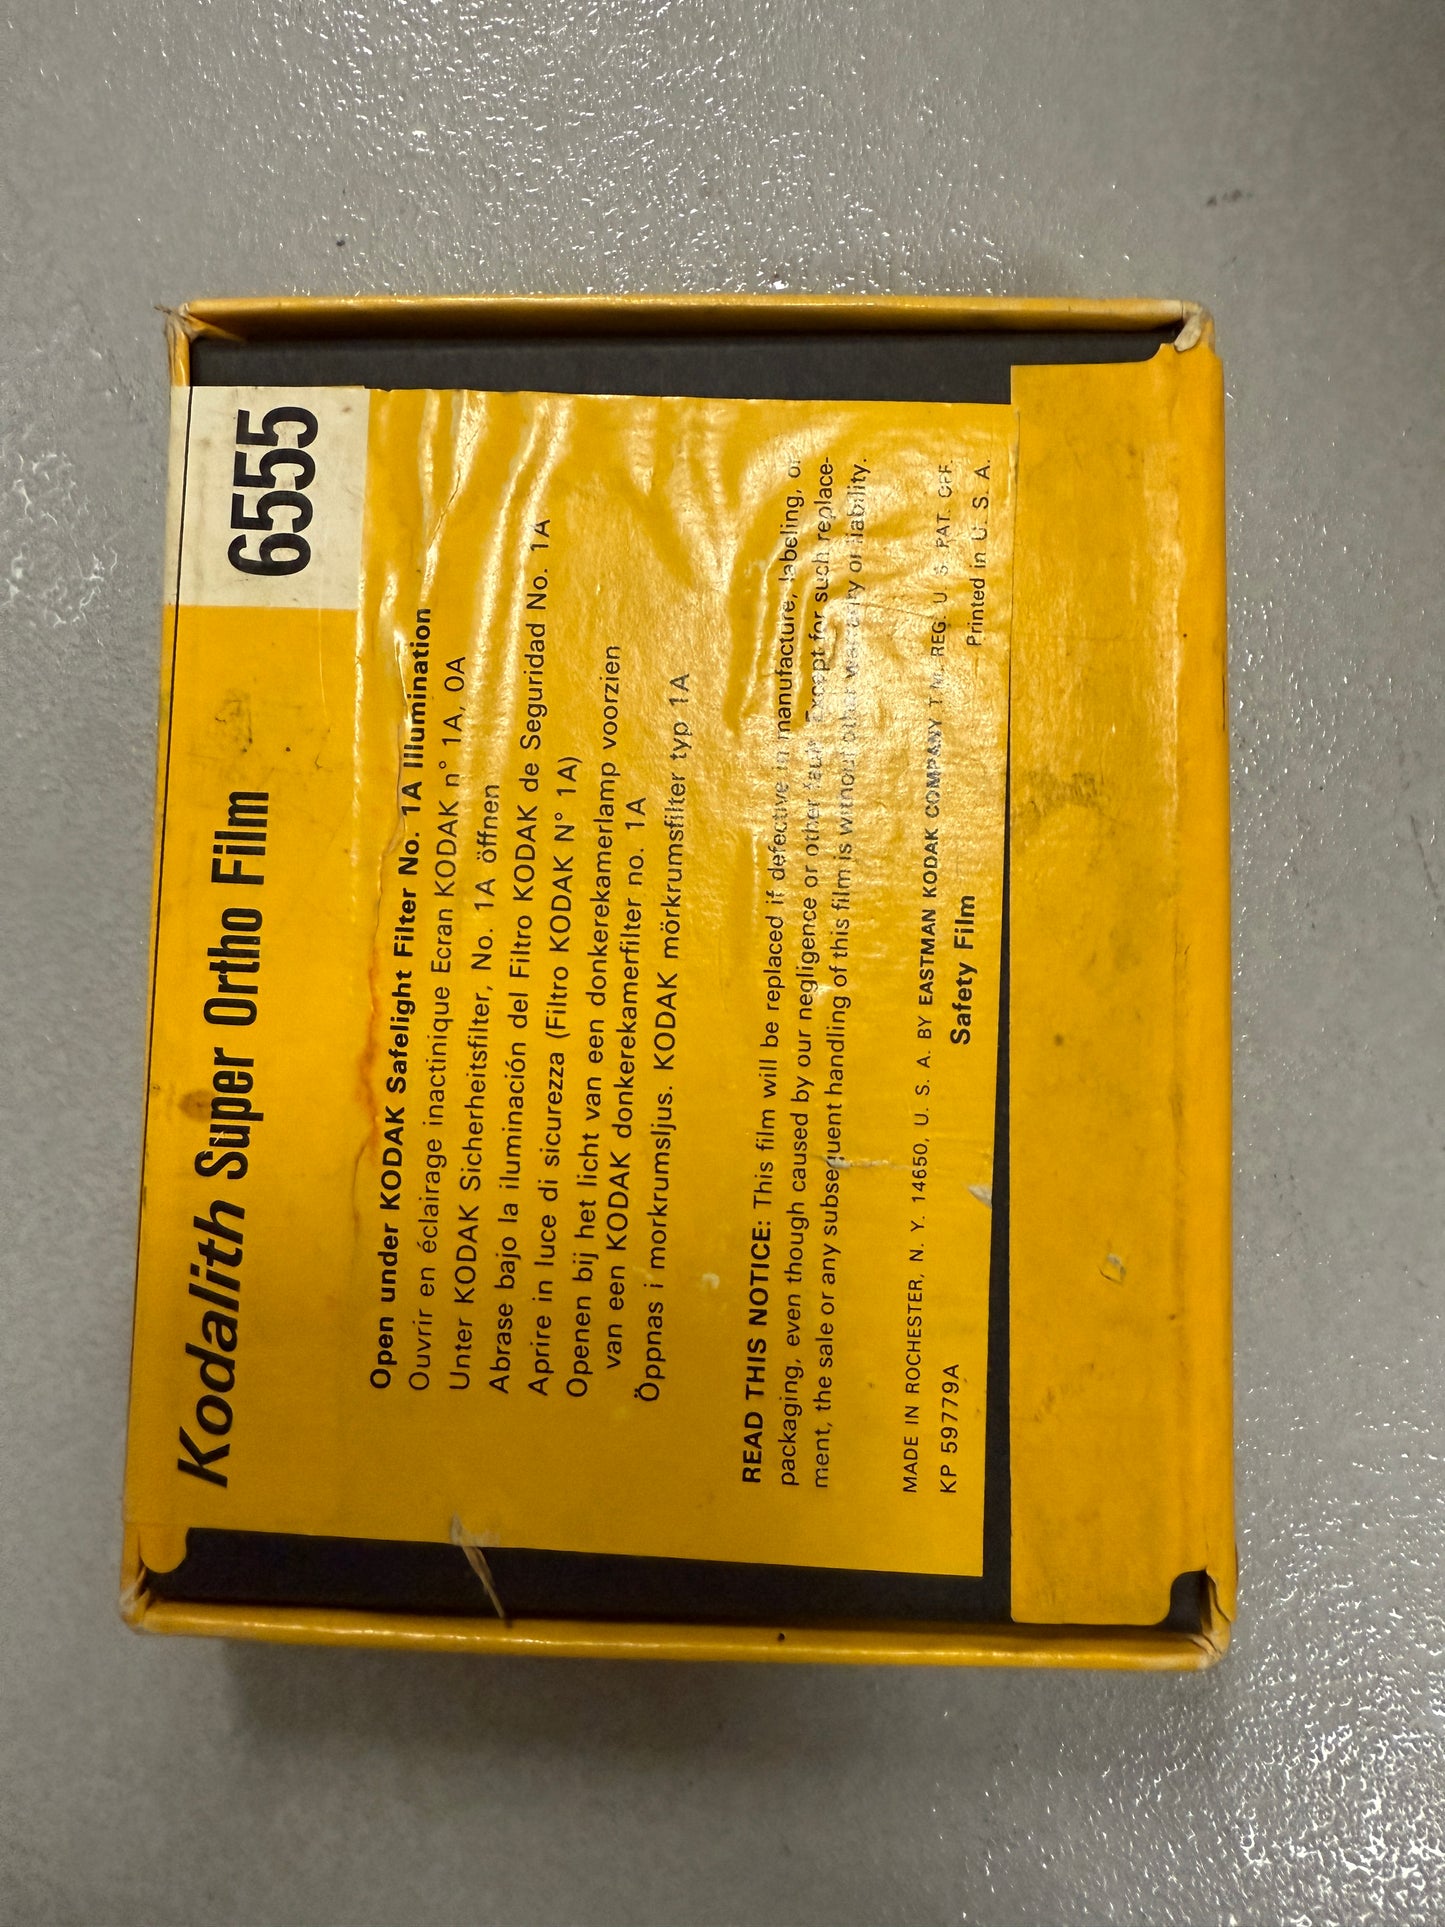 Kodalith Super Ortho Film 6555
Open under KODAK Safelight Filter No. 1A Illumination
Ouvrir en éclairage inactinique Ecran KODAK n° 1A, 0A
Unter KODAK Sicherheitsfilter, No. 1A öffnen
Abrase bajo la iluminación del Filtro KODAK de Seguridad No. 1A
Aprire in luce di sicurezza (Filtro KODAK N° 1A)
Openen bij het licht van een donkerekamerlamp voorzien
van een KODAK donkerekamerfilter no. 1A
Öppnas i morkrumsljus. KODAK mörkrumsfilter typ 1A
READ THIS NOTICE: This film will be replaced if defective in manufacture, labeling, or
packaging, even though caused by our negligence or other fault. Except for such replace-
ment, the sale or any subsequent handling of this film is without other warranty or liability.
MADE IN ROCHESTER, N. Y. 14650, U. S. A. BY EASTMAN KODAK COMPANY T.M. REG. U. S. PAT. OFF.
KP 59779A Safety Film Printed in U. S. A.